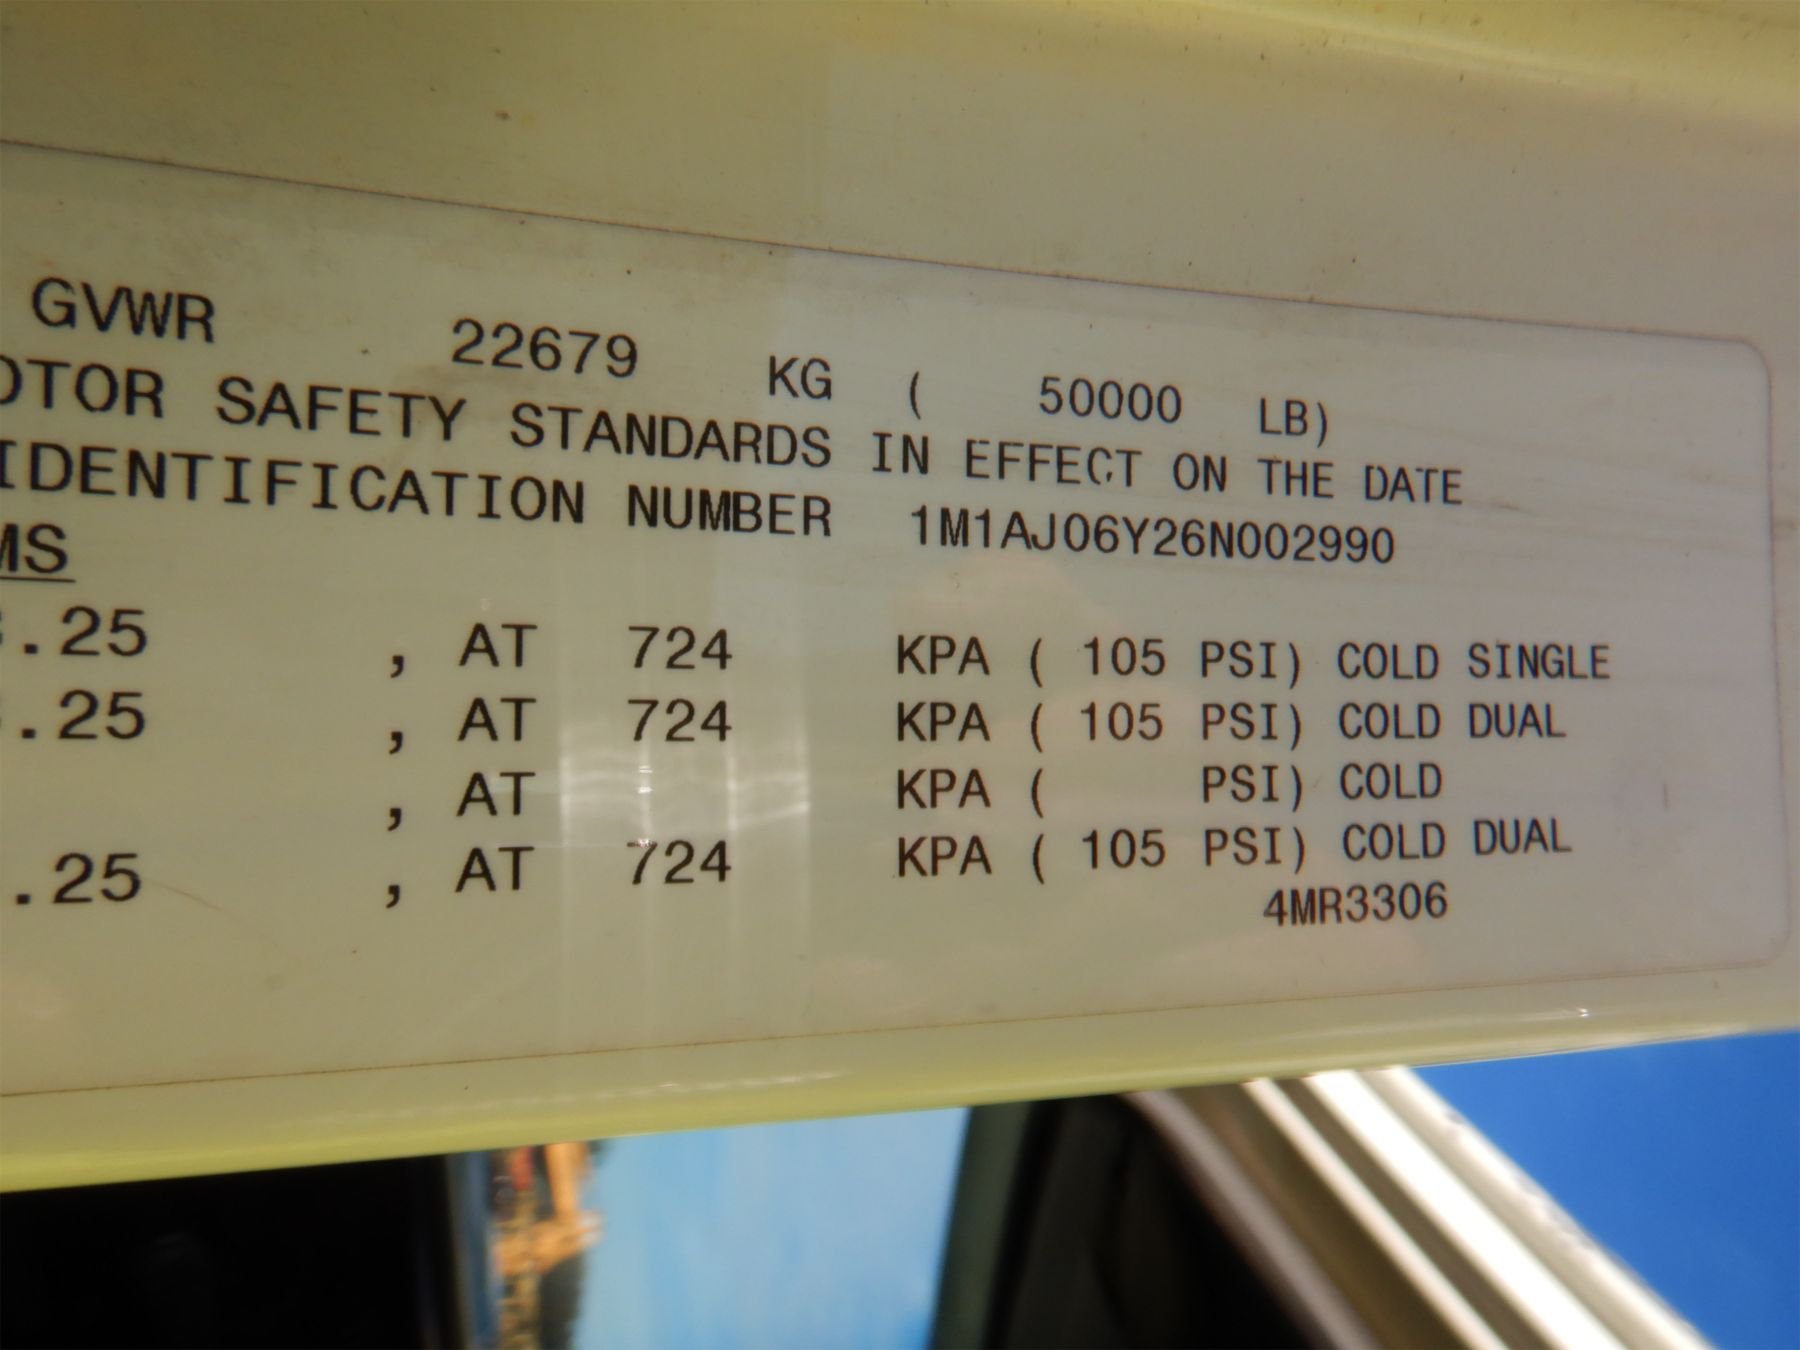 GVWR 22679 KG ( 50000 LB)
OTOR SAFETY STANDARDS IN EFFECT ON THE DATE
IDENTIFICATION NUMBER 1M1AJ06Y26N002990
MS
.25 , AT 724 KPA ( 105 PSI) COLD SINGLE
.25 , AT 724 KPA ( 105 PSI) COLD DUAL
, AT KPA ( PSI) COLD
.25 , AT 724 KPA ( 105 PSI) COLD DUAL
4MR3306